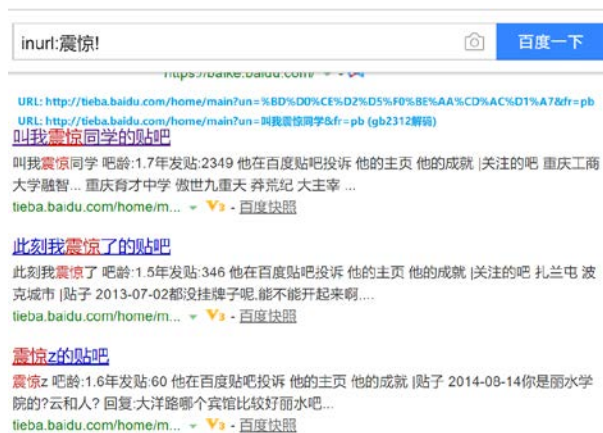 inurl:震惊!
百度一下
https://baike.baidu.com/
URL: http://tieba.baidu.com/home/main?un=%BD%D0%CE%D2%D5%F0%BE%AA%CD%AC%D1%A7&fr=pb
URL: http://tieba.baidu.com/home/main?un=叫我震惊同学&fr=pb (gb2312解码)
叫我震惊同学的贴吧
叫我震惊同学 吧龄:1.7年发贴:2349 他在百度贴吧投诉 他的主页 他的成就 |关注的吧 重庆工商
大学融智... 重庆育才中学 傲世九重天 莽荒纪 大主宰 ...
tieba.baidu.com/home/m... V3 - 百度快照
此刻我震惊了的贴吧
此刻我震惊了 吧龄:1.5年发贴:346 他在百度贴吧投诉 他的主页 他的成就 |关注的吧 扎兰屯 波
克城市 |贴子 2013-07-02都没挂牌子呢,能不能开起来啊,...
tieba.baidu.com/home/m... V3 - 百度快照
震惊z的贴吧
震惊z 吧龄:1.6年发贴:60 他在百度贴吧投诉 他的主页 他的成就 |贴子 2014-08-14你是丽水学
院的?云和人? 回复:大洋路哪个宾馆比较好丽水吧...
tieba.baidu.com/home/m... V3 - 百度快照